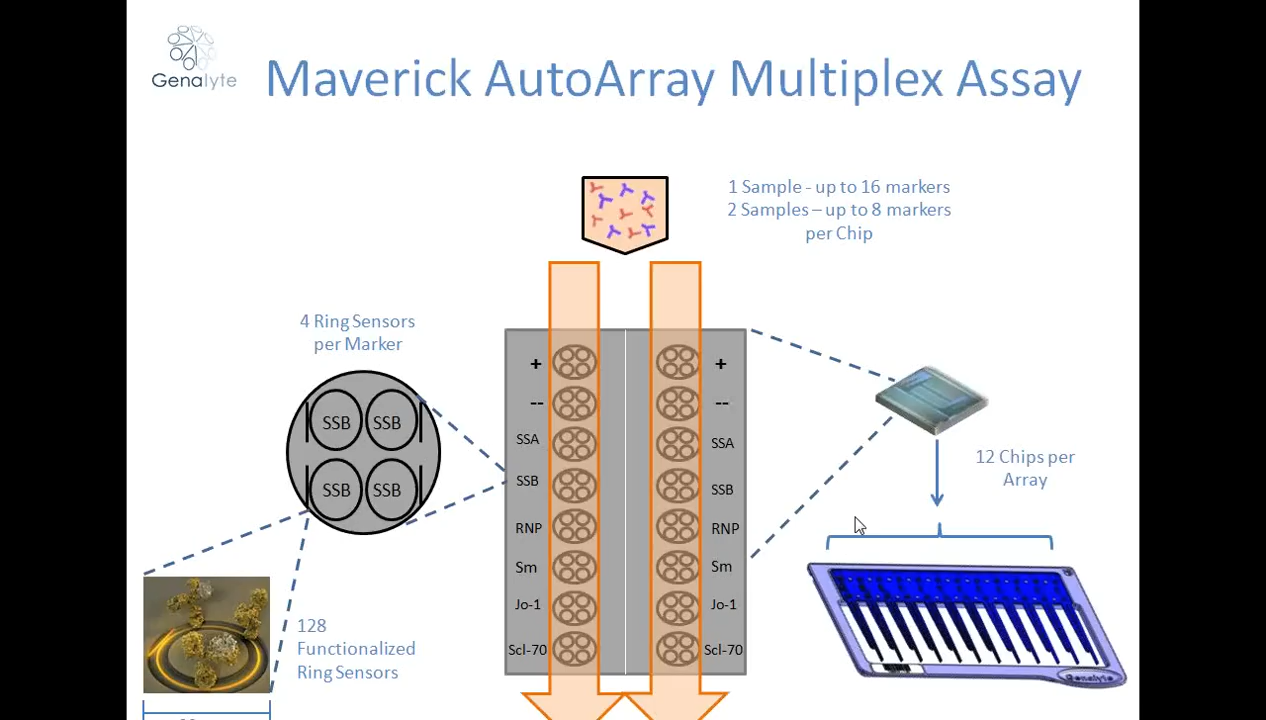 Genalyte
Maverick AutoArray Multiplex Assay
1 Sample - up to 16 markers
2 Samples – up to 8 markers
per Chip
4 Ring Sensors
per Marker
SSB SSB
SSB SSB
+ +
-- --
SSA SSA
SSB SSB
RNP RNP
Sm Sm
Jo-1 Jo-1
Scl-70 Scl-70
12 Chips per
Array
128
Functionalized
Ring Sensors
Genalyte